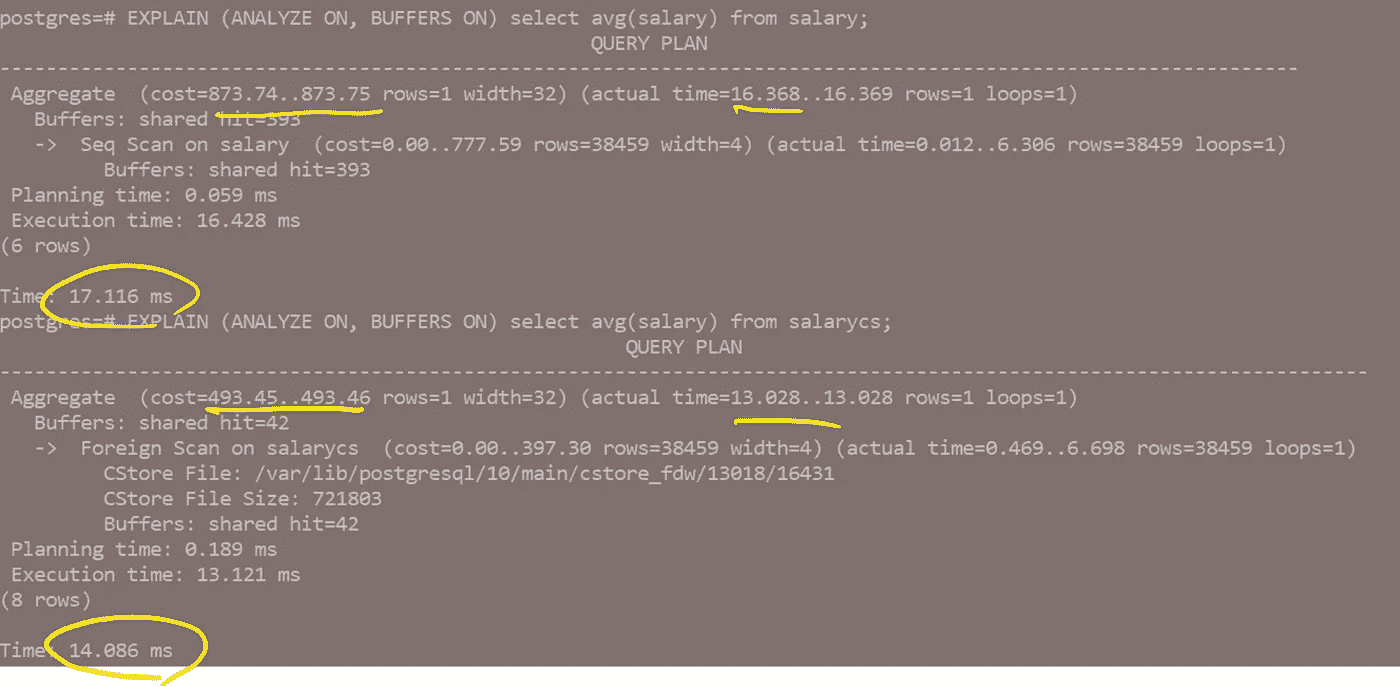 postgres=# EXPLAIN (ANALYZE ON, BUFFERS ON) select avg(salary) from salary;
QUERY PLAN
--------------------------------------------------------------------------------------------------------------
Aggregate  (cost=873.74..873.75 rows=1 width=32) (actual time=16.368..16.369 rows=1 loops=1)
Buffers: shared hit=393
->  Seq Scan on salary  (cost=0.00..777.59 rows=38459 width=4) (actual time=0.012..6.306 rows=38459 loops=1)
Buffers: shared hit=393
Planning time: 0.059 ms
Execution time: 16.428 ms
(6 rows)
Time: 17.116 ms
postgres=# EXPLAIN (ANALYZE ON, BUFFERS ON) select avg(salary) from salarycs;
QUERY PLAN
--------------------------------------------------------------------------------------------------------------------
Aggregate  (cost=493.45..493.46 rows=1 width=32) (actual time=13.028..13.028 rows=1 loops=1)
Buffers: shared hit=42
->  Foreign Scan on salarycs  (cost=0.00..397.30 rows=38459 width=4) (actual time=0.469..6.698 rows=38459 loops=1)
CStore File: /var/lib/postgresql/10/main/cstore_fdw/13018/16431
CStore File Size: 721803
Buffers: shared hit=42
Planning time: 0.189 ms
Execution time: 13.121 ms
(8 rows)
Time: 14.086 ms